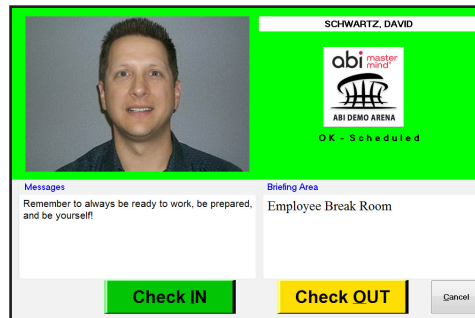 SCHWARTZ, DAVID
abi master mind
ABI DEMO ARENA
OK - Scheduled
Messages
Remember to always be ready to work, be prepared,
and be yourself!
Briefing Area
Employee Break Room
Check IN
Check OUT
Cancel